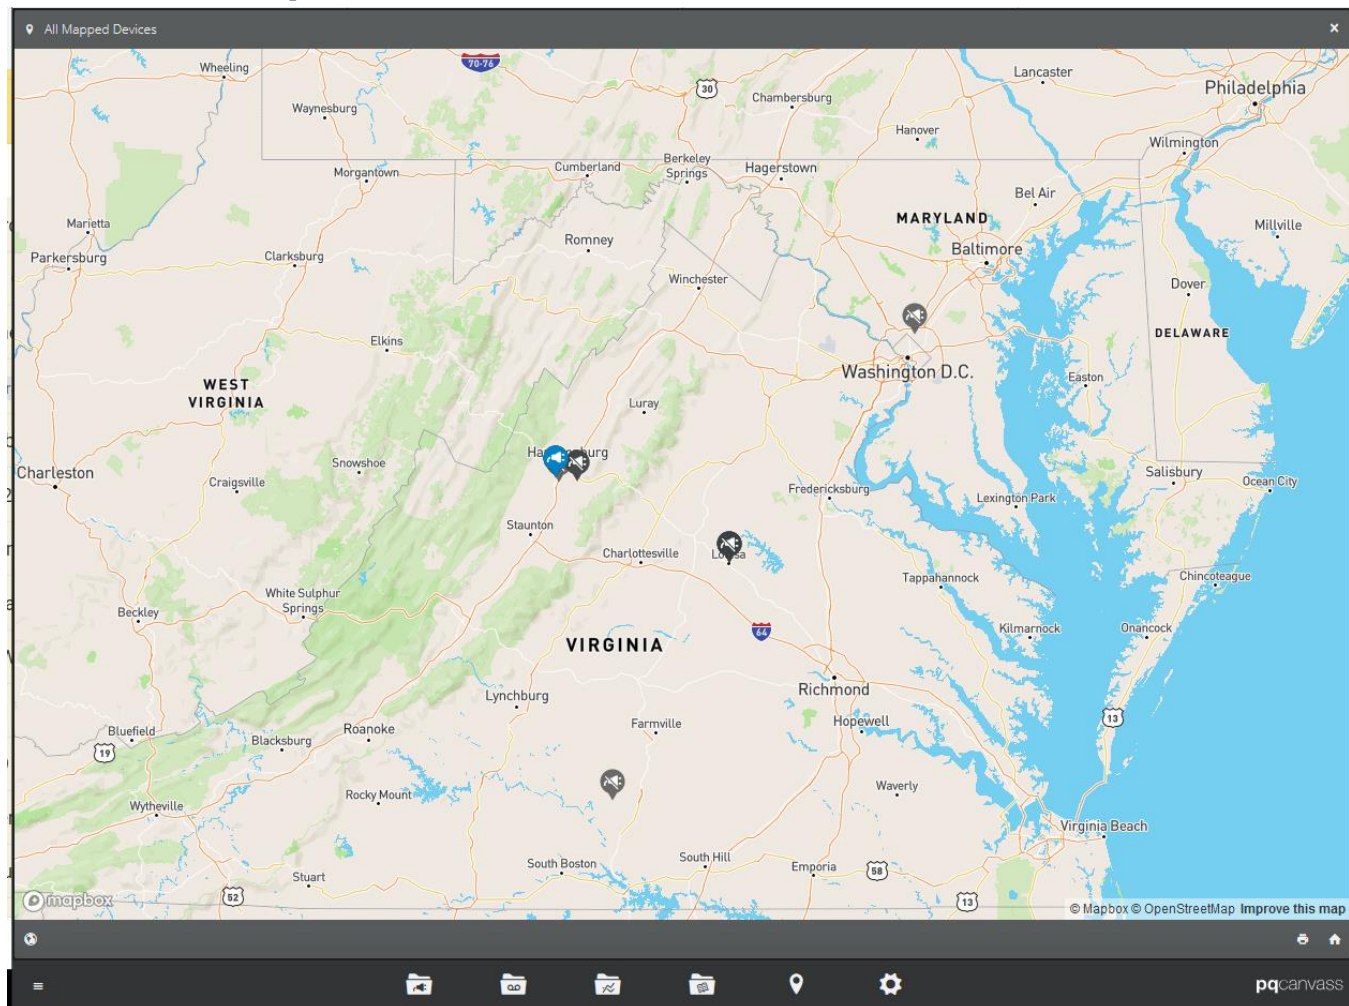 All Mapped Devices
×
70-76
Wheeling
Lancaster
30
Philadelphia
Waynesburg
Chambersburg
Hanover
Wilmington
Cumberland
Berkeley
Springs
Hagerstown
Morgantown
Bel Air
MARYLAND
Marietta
Millville
Romney
Baltimore
Parkersburg
Clarksburg
Winchester
Dover
DELAWARE
Elkins
Washington D.C.
WEST
VIRGINIA
Easton
Luray
Snowshoe
Charleston
Craigsville
Fredericksburg
Lexington Park
Salisbury
Ocean City
Staunton
Charlottesville
Tappahannock
Chincoteague
White Sulphur
Springs
Beckley
64
Kilmarnock
Onancock
VIRGINIA
Richmond
Lynchburg
Hopewell
13
Farmville
Bluefield
Roanoke
Blacksburg
19
Rocky Mount
Waverly
Wytheville
Virginia Beach
South Boston
South Hill
Emporia
58
Stuart
52
13
mapbox
© Mapbox © OpenStreetMap Improve this map
pqcanvass